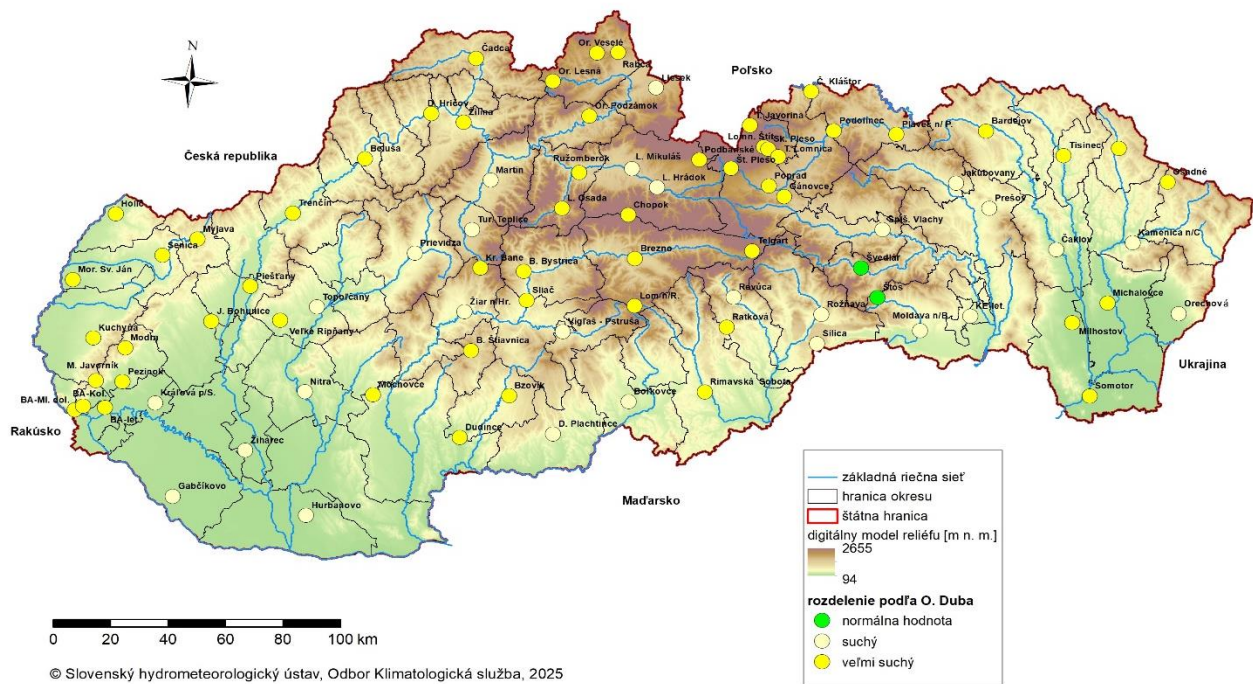 N
Čadca
Or. Veselé
Rabča
Or. Lesná
Liesek
Poľsko
Č. Kláštor
D. Hričov
Žilina
Or. Podzámok
T. Javorina
Podolínec
Plaveč n/ P.
Bardejov
Lomn. Štít
Sk. Pleso
T. Lomnica
Tisinec
Česká republika
Beluša
Ružomberok
L. Mikuláš
Podbanské
Št. Pleso
Martin
L. Hrádok
Poprad
Gánovce
Jakubovany
Osadné
Holíč
Trenčín
L. Osada
Chopok
Prešov
Myjava
Tur. Teplice
Spiš. Vlachy
Kamenica n/C
Senica
Prievidza
Kr. Bane
B. Bystrica
Brezno
Telgárt
Švedlár
Čaklov
Mor. Sv. Ján
Piešťany
Topoľčany
Sliač
Lom n/R.
Revúca
Štós
Michalovce
Žiar n/Hr.
Rožňava
Orechová
J. Bohunice
Veľké Ripňany
Vígľaš - Pstruša
Ratková
Moldava n/B.
KE-let.
Milhostov
Kuchyňa
Modra
B. Štiavnica
Silica
Ukrajina
M. Javorník
Pezinok
Nitra
Mochovce
Bzovík
Rimavská Sobota
Somotor
BA-Ml. dol.
BA-Kol.
Kráľová p/S.
Boľkovce
BA-let.
Rakúsko
Dudince
D. Plachtince
Žihárec
Gabčíkovo
Hurbanovo
Maďarsko
základná riečna sieť
hranica okresu
štátna hranica
digitálny model reliéfu [m n. m.]
2655
94
rozdelenie podľa O. Duba
normálna hodnota
suchý
veľmi suchý
0 20 40 60 80 100 km
© Slovenský hydrometeorologický ústav, Odbor Klimatologická služba, 2025